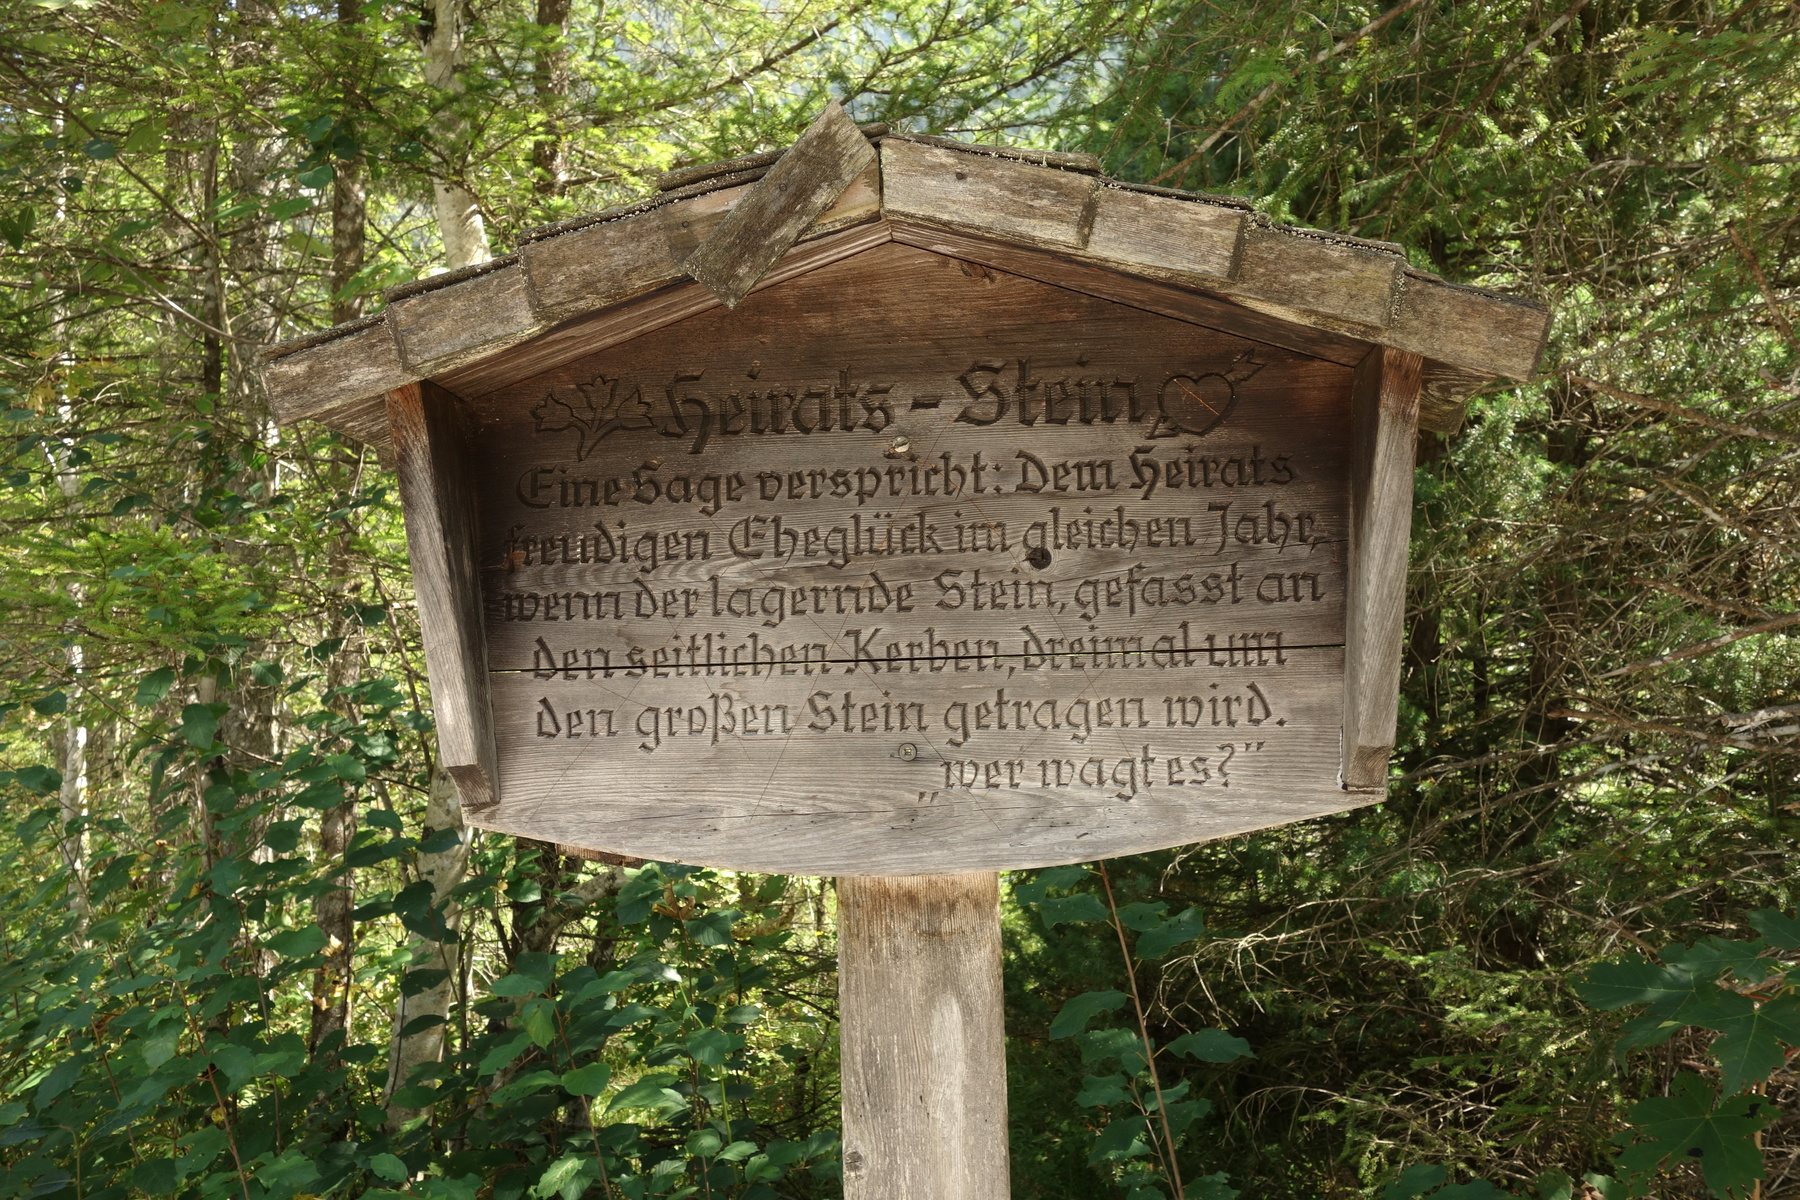 Heirats - Stein
Eine Sage verspricht: Dem Heirats
freudigen Eheglück im gleichen Jahr,
wenn der lagernde Stein, gefasst an
den seitlichen Kerben, dreimal um
den großen Stein getragen wird.
„wer wagt es?"